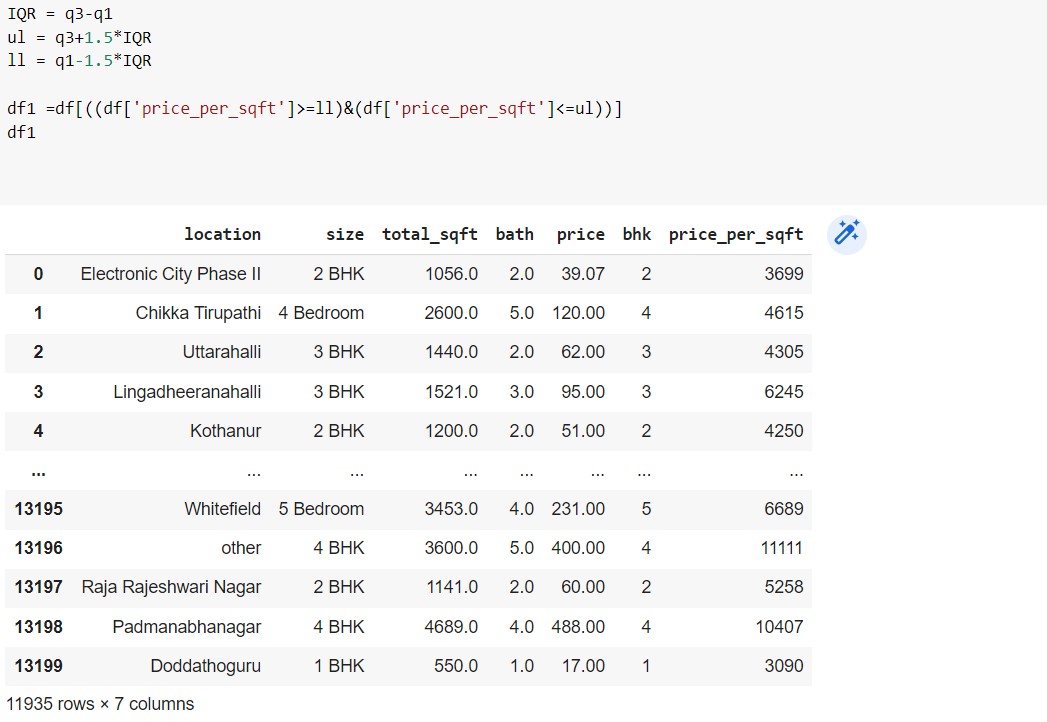 IQR = q3-q1
ul = q3+1.5*IQR
ll = q1-1.5*IQR
df1 =df[((df['price_per_sqft']>=ll)&(df['price_per_sqft']<=ul))]
df1
location size total_sqft bath price bhk price_per_sqft
0 Electronic City Phase II 2 BHK 1056.0 2.0 39.07 2 3699
1 Chikka Tirupathi 4 Bedroom 2600.0 5.0 120.00 4 4615
2 Uttarahalli 3 BHK 1440.0 2.0 62.00 3 4305
3 Lingadheeranahalli 3 BHK 1521.0 3.0 95.00 3 6245
4 Kothanur 2 BHK 1200.0 2.0 51.00 2 4250
... ... ... ... ... ... ... ...
13195 Whitefield 5 Bedroom 3453.0 4.0 231.00 5 6689
13196 other 4 BHK 3600.0 5.0 400.00 4 11111
13197 Raja Rajeshwari Nagar 2 BHK 1141.0 2.0 60.00 2 5258
13198 Padmanabhanagar 4 BHK 4689.0 4.0 488.00 4 10407
13199 Doddathoguru 1 BHK 550.0 1.0 17.00 1 3090
11935 rows × 7 columns